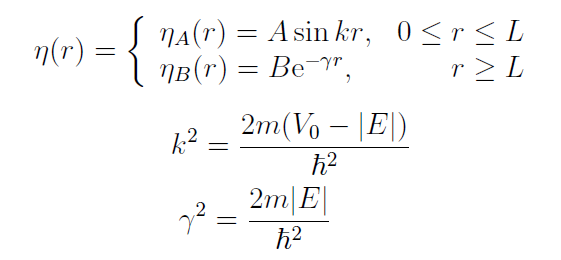 η(r) = { η_A(r) = A sin kr, 0 ≤ r ≤ L
η_B(r) = Be^{−γr}, r ≥ L
k² = 2m(V₀ − |E|) / ħ²
γ² = 2m|E| / ħ²